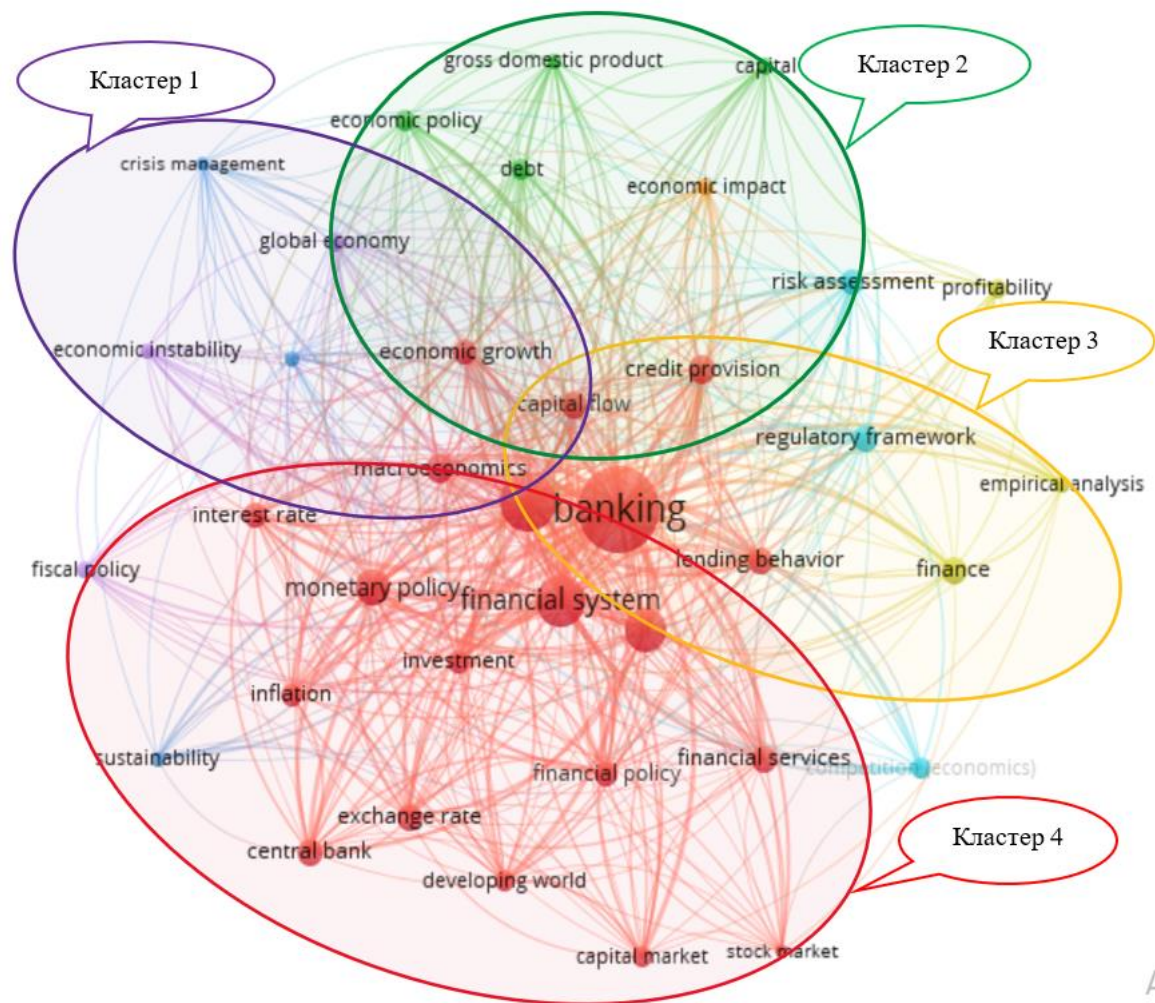 Кластер 1
Кластер 2
gross domestic product
capital
economic policy
crisis management
debt
economic impact
global economy
risk assessment
profitability
Кластер 3
economic instability
economic growth
credit provision
capital flow
regulatory framework
macroeconomics
empirical analysis
banking
interest rate
lending behavior
fiscal policy
finance
monetary policy
financial system
investment
inflation
sustainability
financial services
competition (economics)
financial policy
exchange rate
Кластер 4
central bank
developing world
capital market
stock market